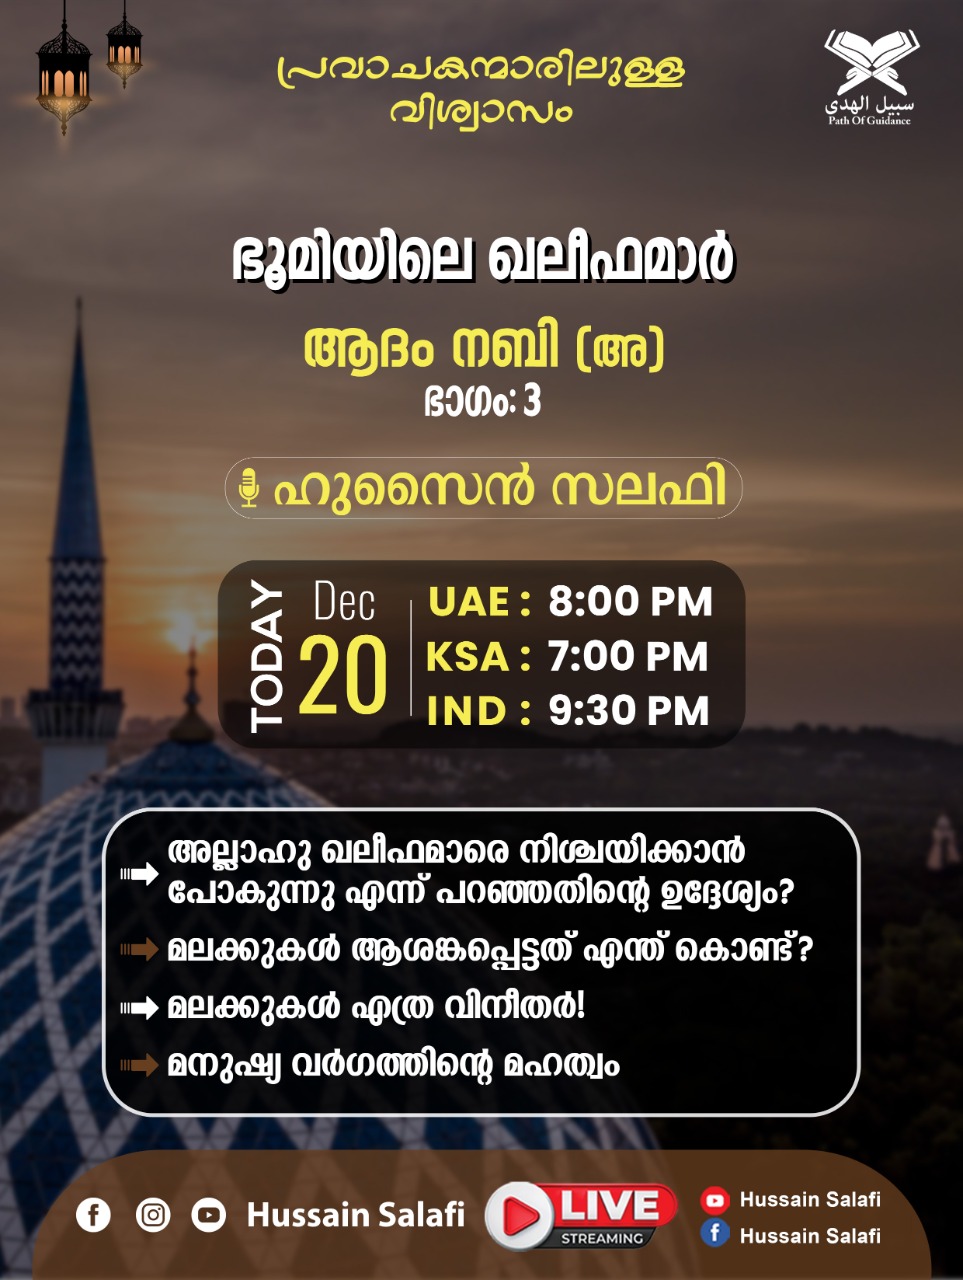 പ്രവാചകന്മാരിലുള്ള
വിശ്വാസം
سبيل الهدى
Path Of Guidance
ഭൂമിയിലെ ഖലീഫമാർ
ആദം നബി (അ)
ഭാഗം: 3
ഹുസൈൻ സലഫി
TODAY
Dec
20
UAE : 8:00 PM
KSA : 7:00 PM
IND : 9:30 PM
അല്ലാഹു ഖലീഫമാരെ നിശ്ചയിക്കാൻ
പോകുന്നു എന്ന് പറഞ്ഞതിന്റെ ഉദ്ദേശ്യം?
മലക്കുകൾ ആശങ്കപ്പെട്ടത് എന്ത് കൊണ്ട്?
മലക്കുകൾ എത്ര വിനീതർ!
മനുഷ്യ വർഗത്തിന്റെ മഹത്വം
Hussain Salafi
LIVE
STREAMING
Hussain Salafi
Hussain Salafi